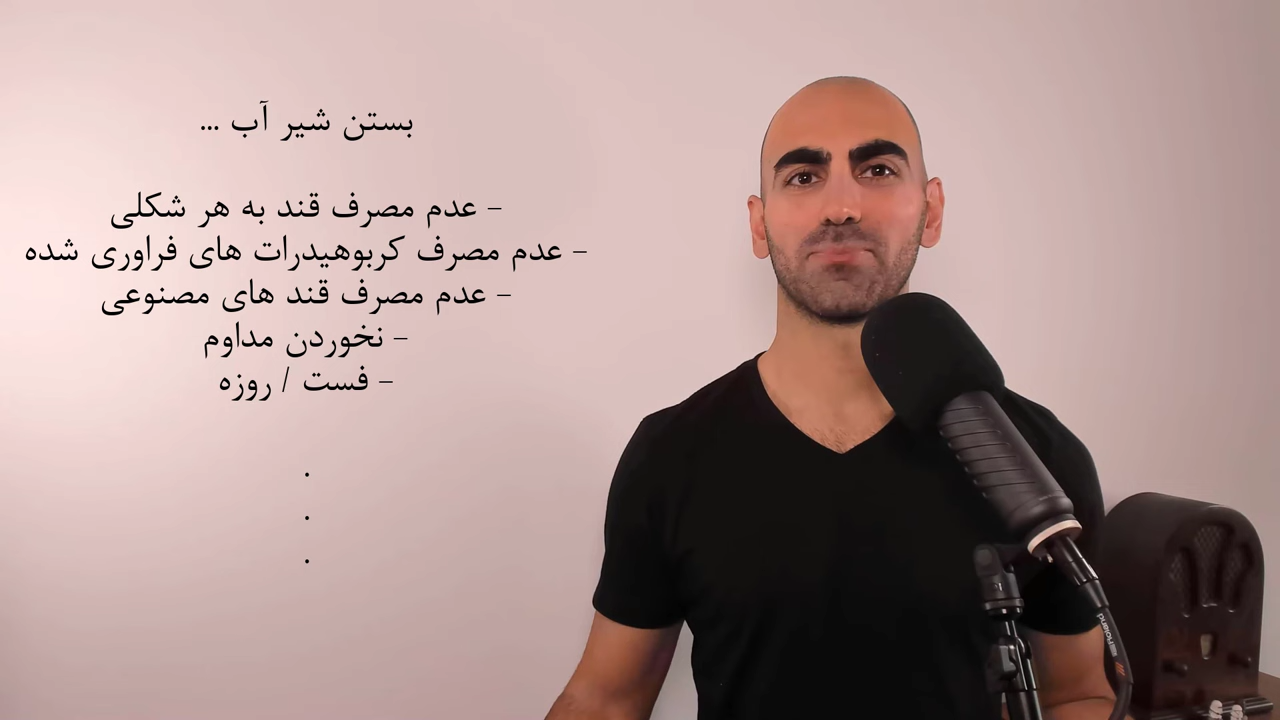 بستن شیر آب ...
- عدم مصرف قند به هر شکلی
- عدم مصرف کربوهیدرات های فراوری شده
- عدم مصرف قند های مصنوعی
- نخوردن مداوم
- فست / روزه
.
.
.
Roland